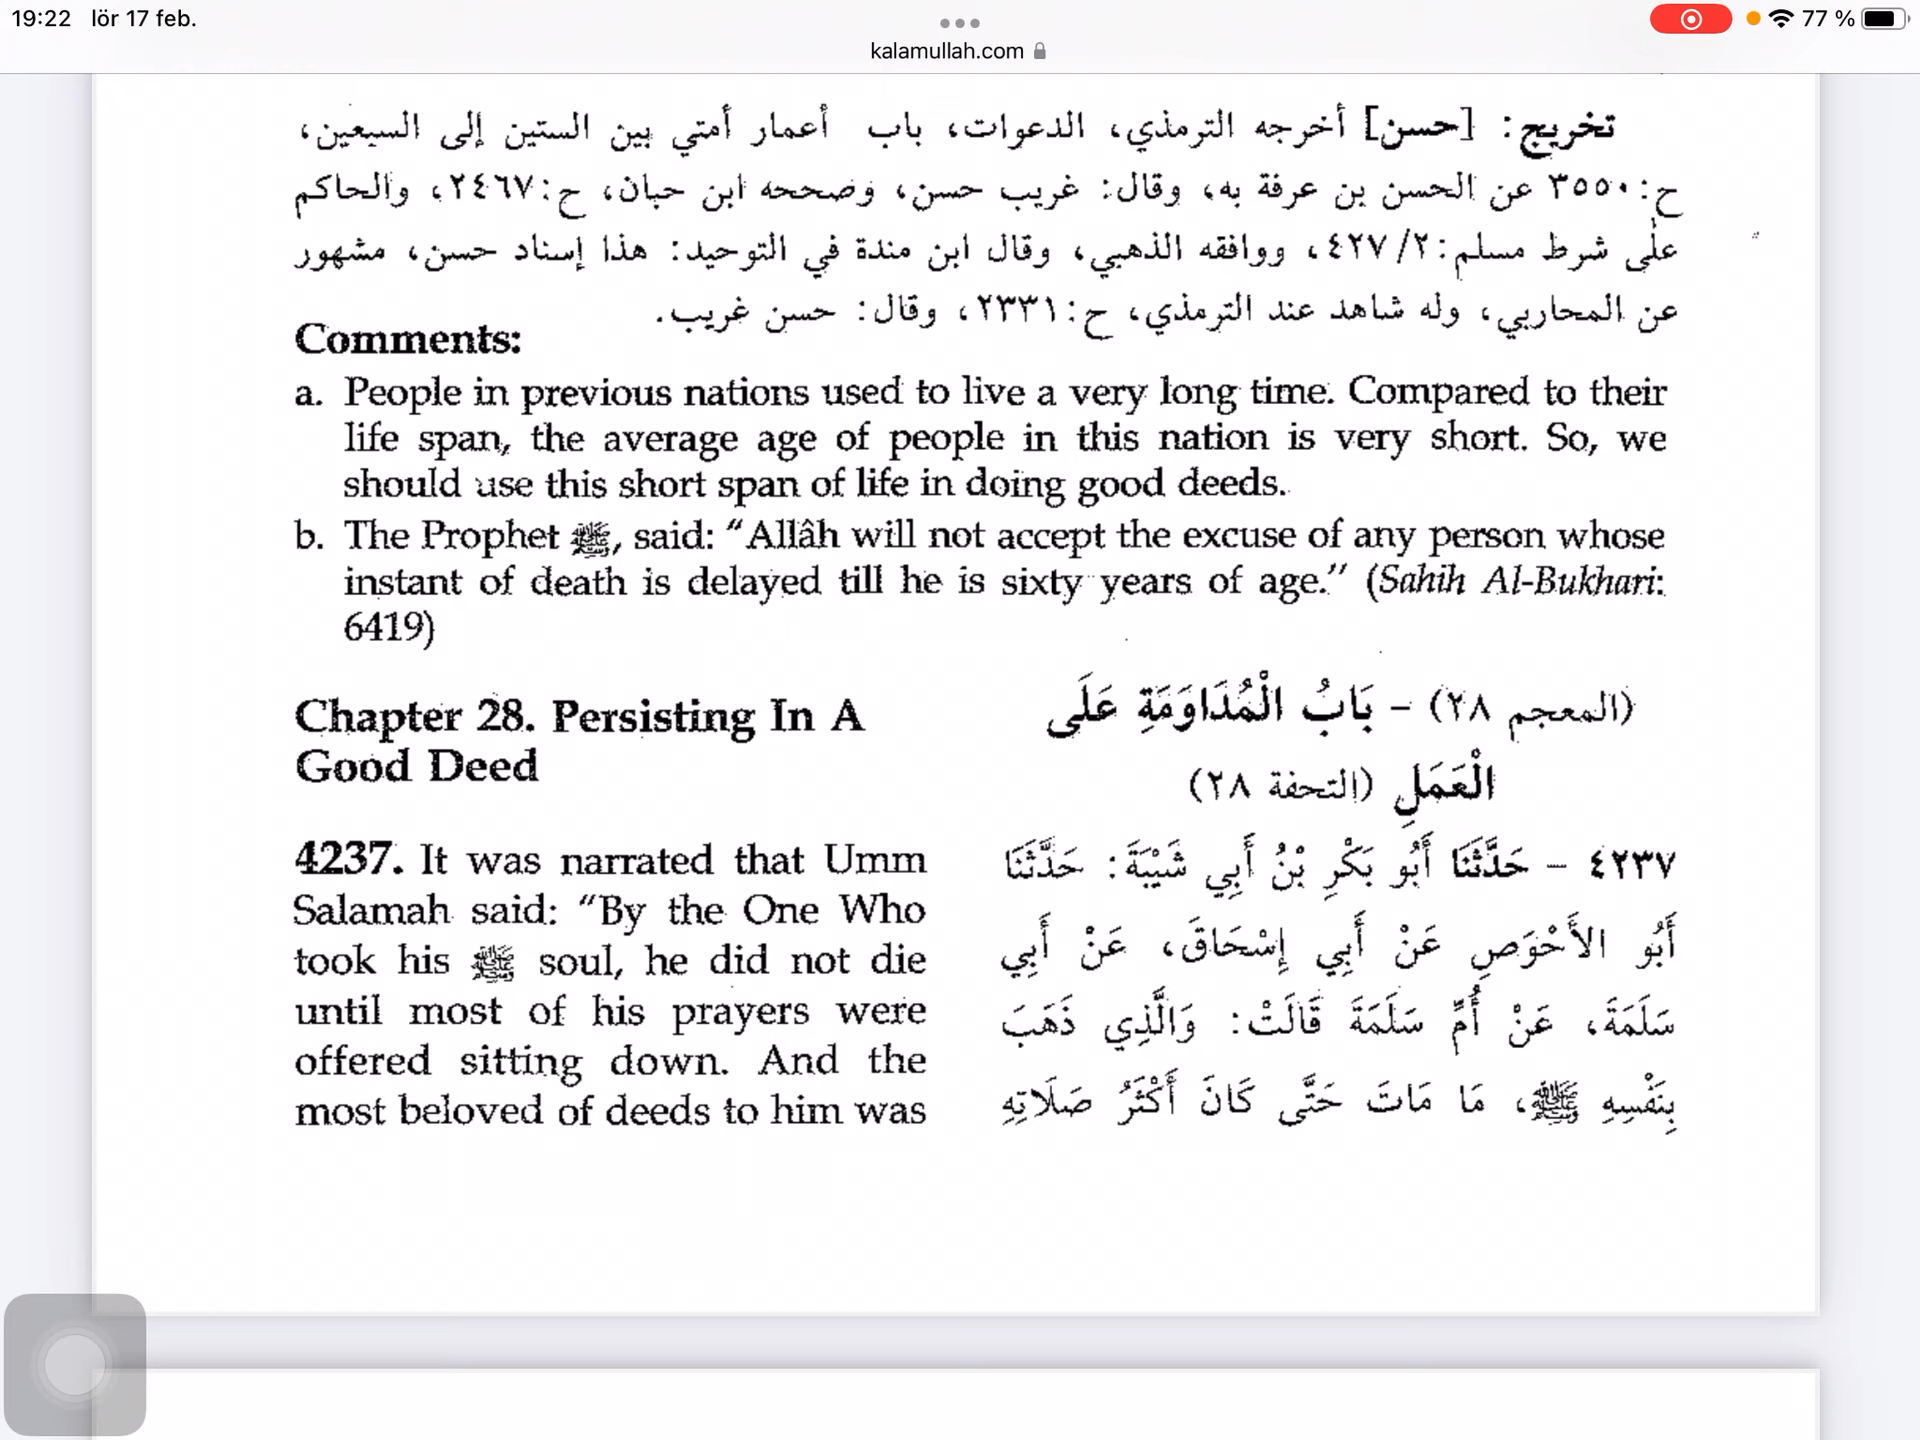 19:22 lör 17 feb.
77 %
kalamullah.com
تخريج: [حسن] أخرجه الترمذي، الدعوات، باب أعمار أمتي بين الستين إلى السبعين،
ح:٣٥٥٠ عن الحسن بن عرفة به، وقال: غريب حسن، وصححه ابن حبان، ح:٢٤٦٧، والحاكم
على شرط مسلم:٢/ ٤٢٧، ووافقه الذهبي، وقال ابن مندة في التوحيد: هذا إسناد حسن، مشهور
عن المحاربي، وله شاهد عند الترمذي، ح:٢٣٣١، وقال: حسن غريب.
Comments:
a. People in previous nations used to live a very long time. Compared to their
life span, the average age of people in this nation is very short. So, we
should use this short span of life in doing good deeds.
b. The Prophet ﷺ, said: “Allâh will not accept the excuse of any person whose
instant of death is delayed till he is sixty years of age.” (Sahih Al-Bukhari:
6419)
Chapter 28. Persisting In A
Good Deed
(المعجم ٢٨) - بَابُ الْمُدَاوَمَةِ عَلَى
الْعَمَلِ (التحفة ٢٨)
4237. It was narrated that Umm
Salamah said: “By the One Who
took his ﷺ soul, he did not die
until most of his prayers were
offered sitting down. And the
most beloved of deeds to him was
٤٢٣٧ - حَدَّثَنَا أَبُو بَكْرِ بْنُ أَبِي شَيْبَةَ: حَدَّثَنَا
أَبُو الأَحْوَصِ عَنْ أَبِي إِسْحَاقَ، عَنْ أَبِي
سَلَمَةَ، عَنْ أُمِّ سَلَمَةَ قَالَتْ: وَالَّذِي ذَهَبَ
بِنَفْسِهِ ﷺ، مَا مَاتَ حَتَّى كَانَ أَكْثَرُ صَلَاتِهِ